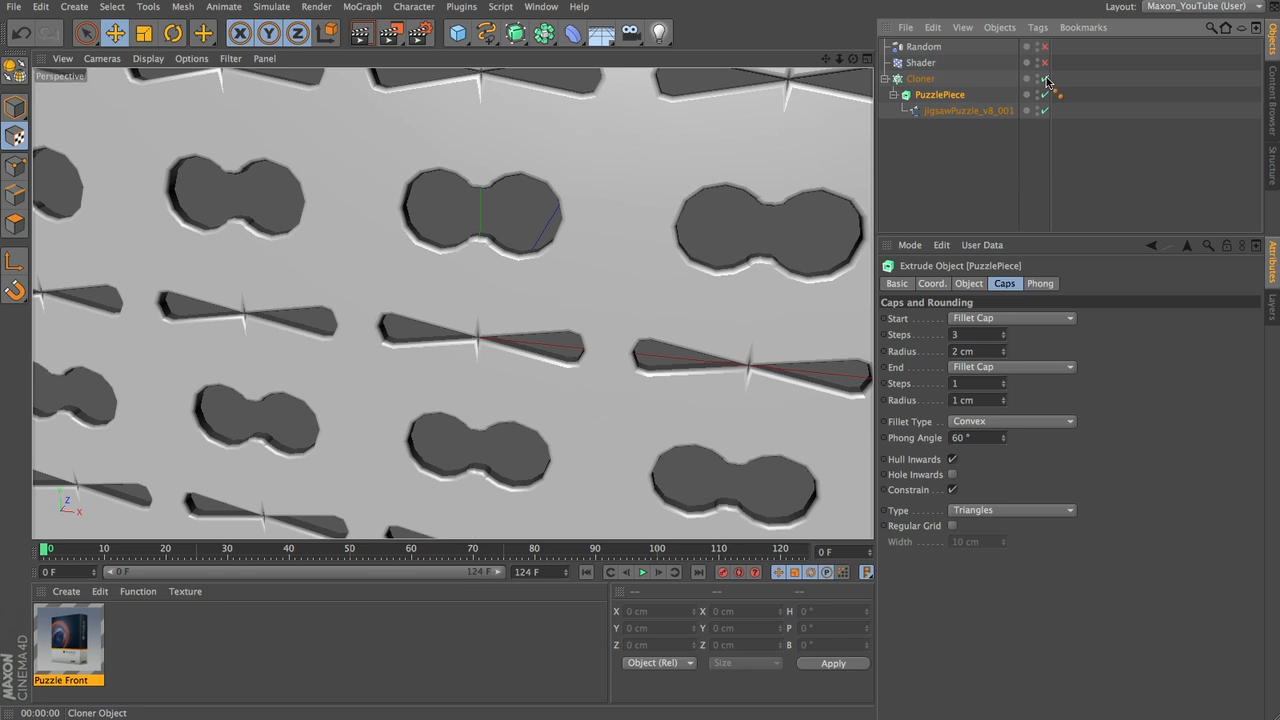 File Edit Create Select Tools Mesh Animate Simulate Render MoGraph Character Plugins Script Window Help
Layout: Maxon_YouTube (User)
X Y Z
File Edit View Objects Tags Bookmarks
View Cameras Display Options Filter Panel
Perspective
Random
Shader
Cloner
PuzzlePiece
jigsawPuzzle_v8_001
Objects
Content Browser
Structure
Mode Edit User Data
Extrude Object [PuzzlePiece]
Basic Coord. Object Caps Phong
Caps and Rounding
Start Fillet Cap
Steps 3
Radius 2 cm
End Fillet Cap
Steps 1
Radius 1 cm
Fillet Type Convex
Phong Angle 60 °
Hull Inwards
Hole Inwards
Constrain
Type Triangles
Regular Grid
Width 10 cm
Attributes
Layers
Z
Y
X
0 10 20 30 40 50 60 70 80 90 100 110 120 0 F
0 F 0 F 124 F 124 F
P
Create Edit Function Texture
Puzzle Front
-- -- --
X 0 cm X 0 cm H 0 °
Y 0 cm Y 0 cm P 0 °
Z 0 cm Z 0 cm B 0 °
Object (Rel) Size Apply
MAXON
CINEMA 4D
00:00:00 Cloner Object